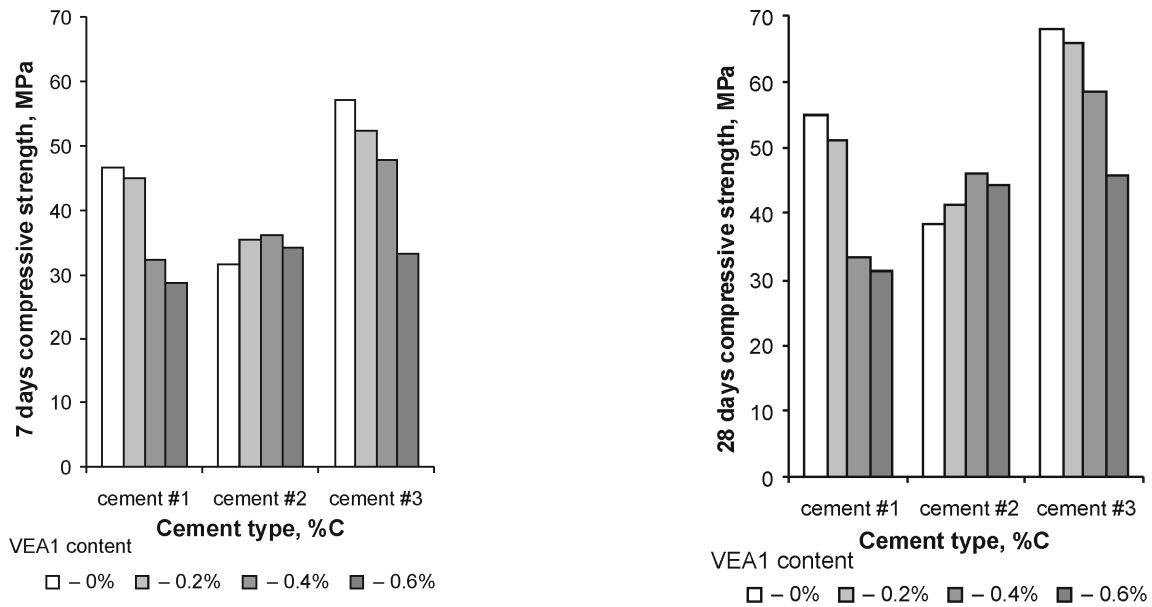 7 days compressive strength, MPa
70
60
50
40
30
20
10
0
cement #1 cement #2 cement #3
Cement type, %C
VEA1 content
– 0% – 0.2% – 0.4% – 0.6%
28 days compressive strength, MPa
70
60
50
40
30
20
10
0
cement #1 cement #2 cement #3
Cement type, %C
VEA1 content
– 0% – 0.2% – 0.4% – 0.6%